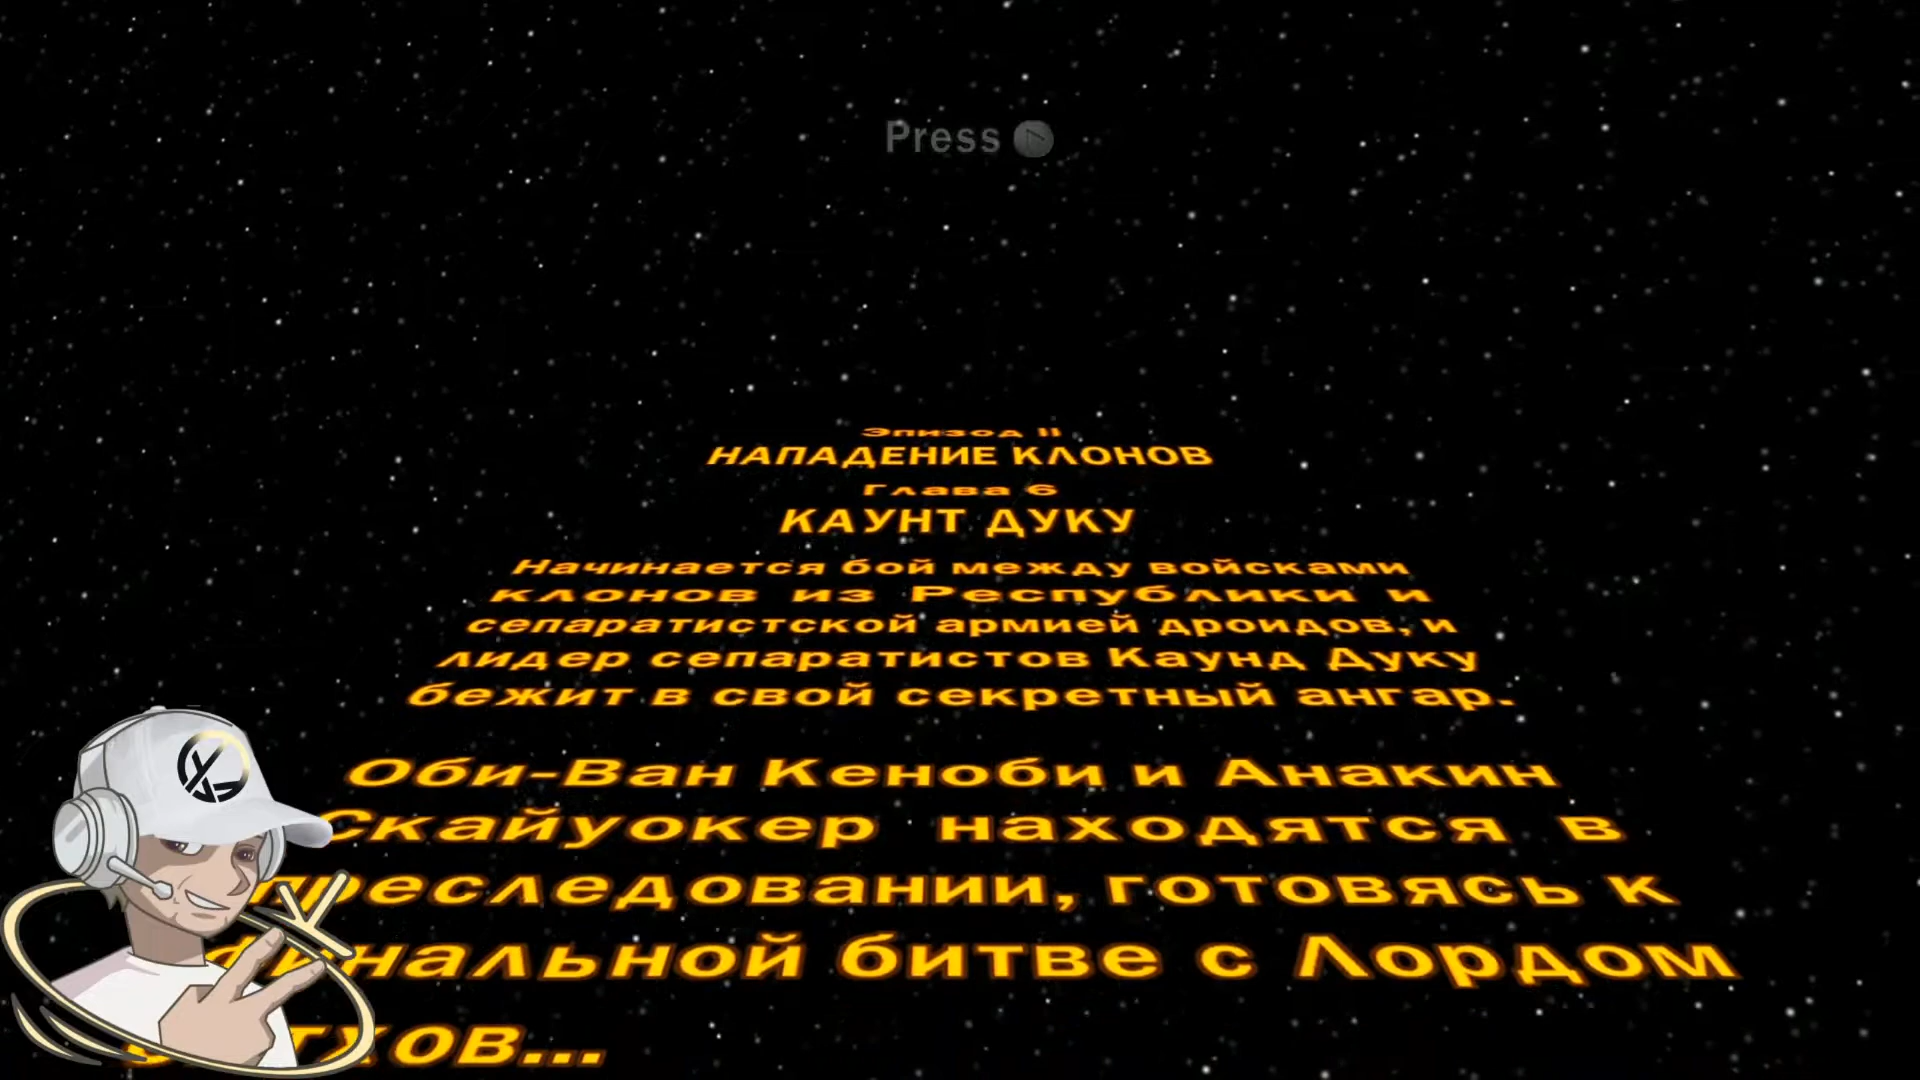 Press
Эпизод II
НАПАДЕНИЕ КЛОНОВ
Глава 6
КАУНТ ДУКУ
Начинается бой между войсками
клонов из Республики и
сепаратистской армией дроидов, и
лидер сепаратистов Каунд Дуку
бежит в свой секретный ангар.
Оби-Ван Кеноби и Анакин
Скайуокер находятся в
преследовании, готовясь к
финальной битве с Лордом